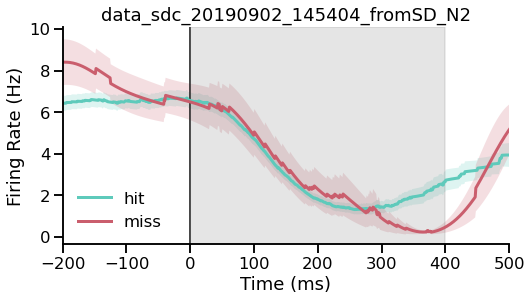 data_sdc_20190902_145404_fromSD_N2
Firing Rate (Hz)
10
8
6
4
2
0
hit
miss
−200 −100 0 100 200 300 400 500
Time (ms)